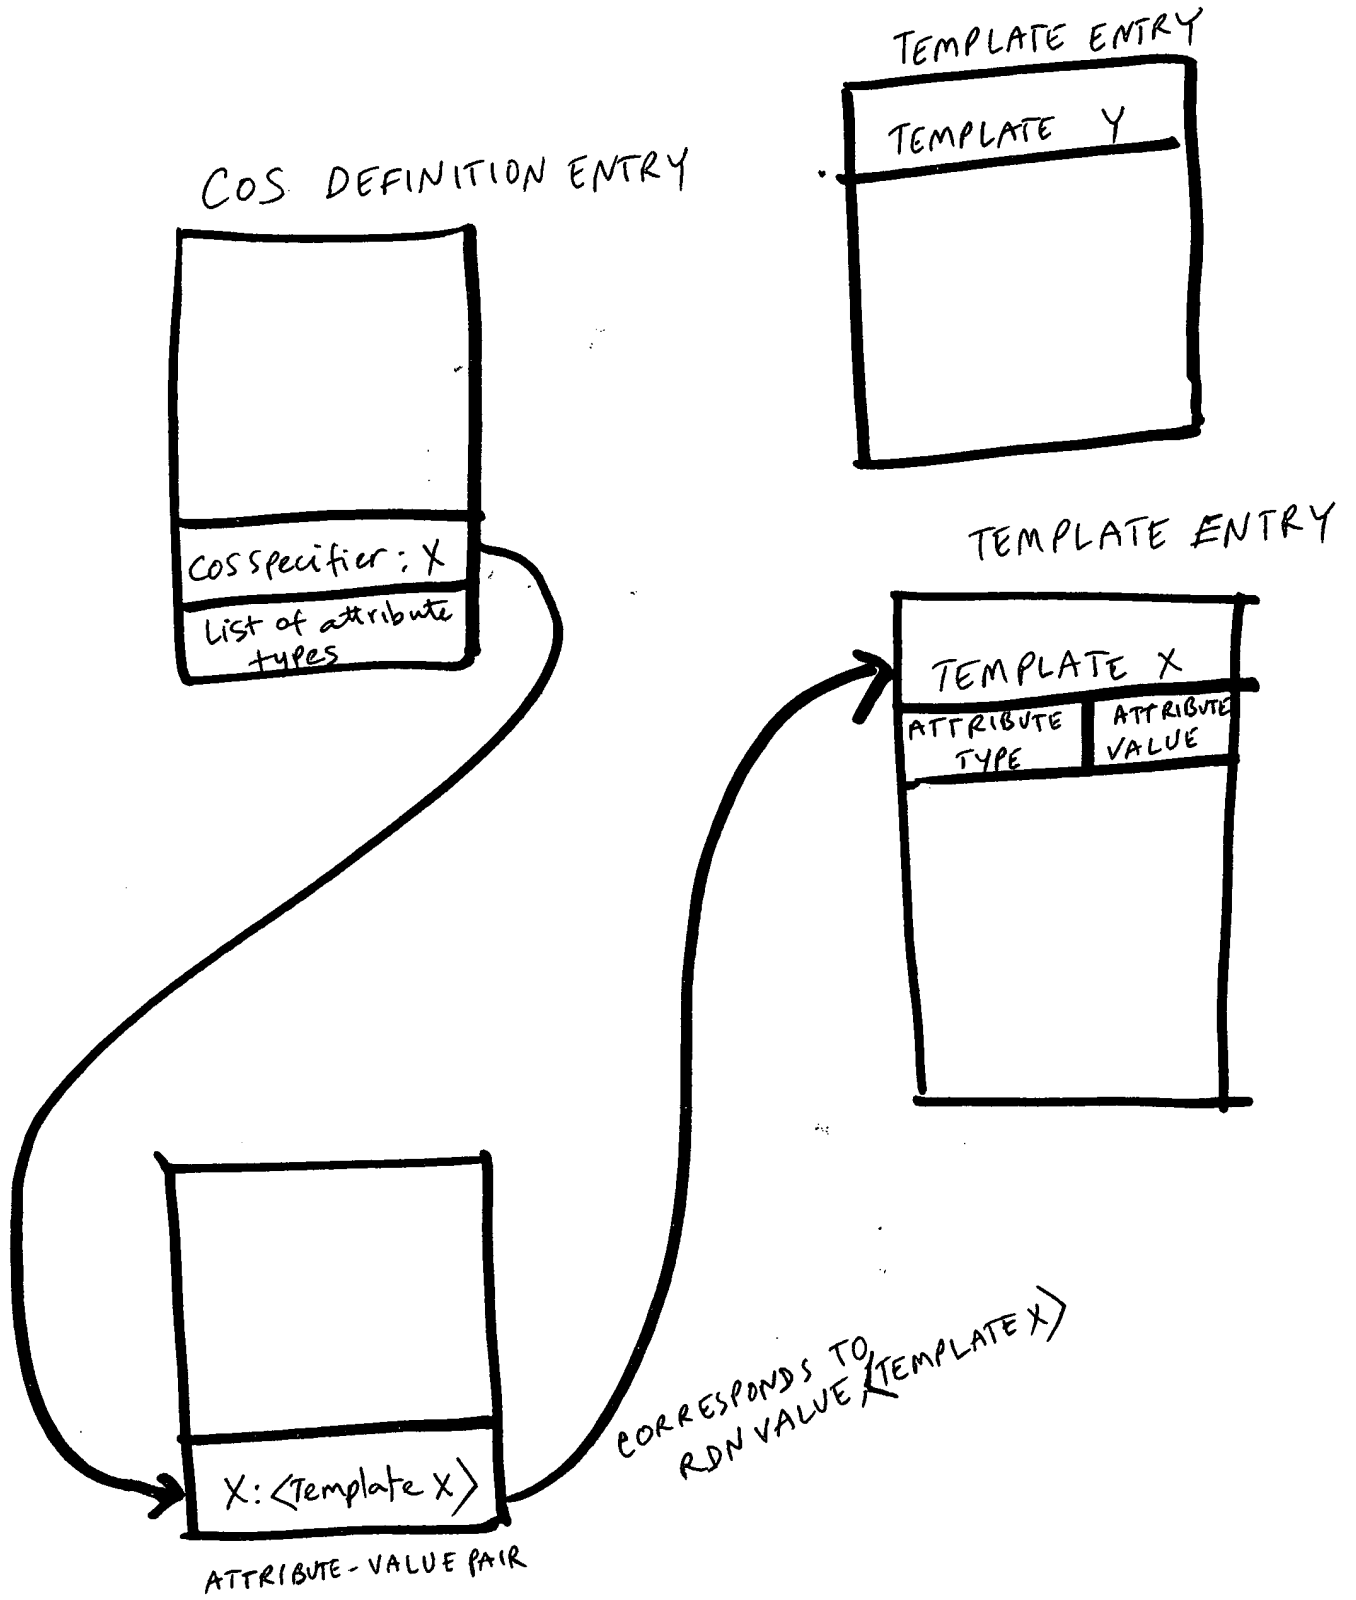 TEMPLATE ENTRY
TEMPLATE Y
COS DEFINITION ENTRY
cosspecifier: X
List of attribute
types
TEMPLATE ENTRY
TEMPLATE X
ATTRIBUTE
TYPE
ATTRIBUTE
VALUE
CORRESPONDS TO
RDN VALUE <TEMPLATE X>
X: <Template X>
ATTRIBUTE-VALUE PAIR